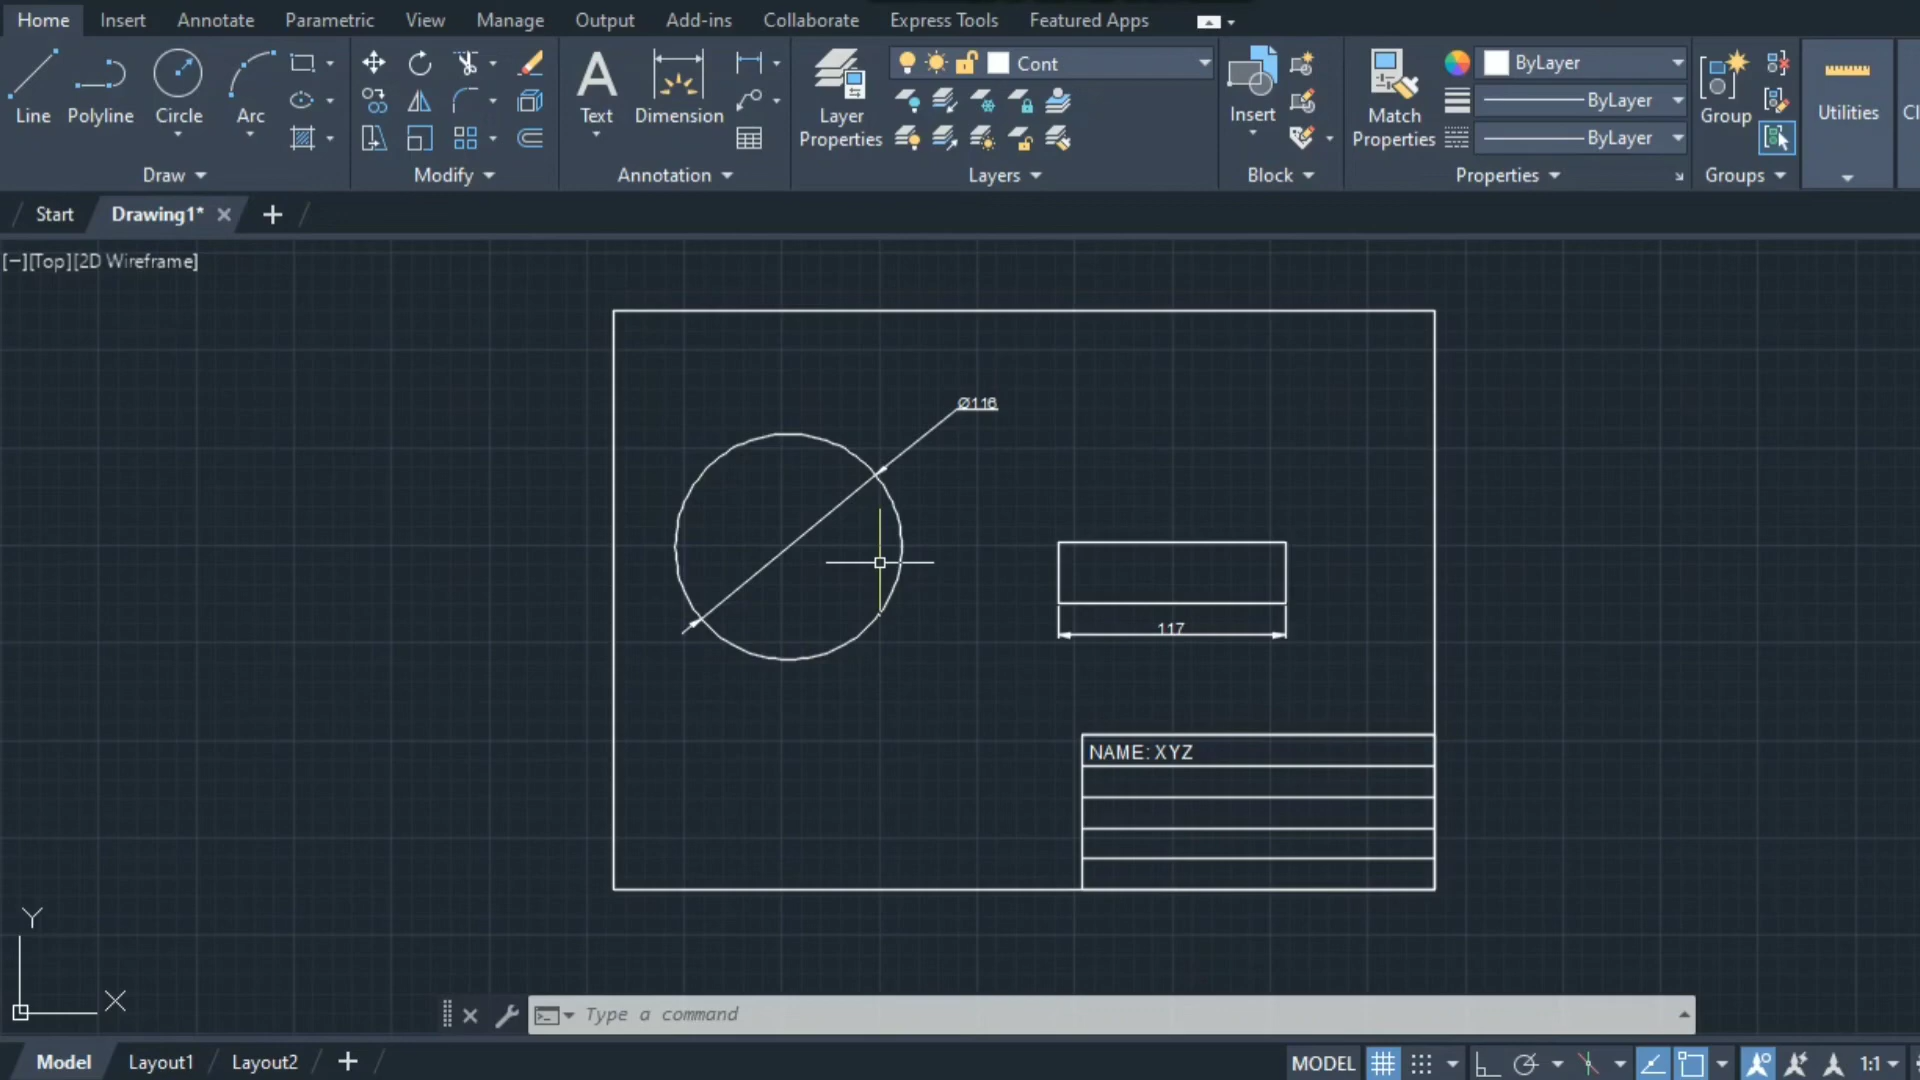 Home Insert Annotate Parametric View Manage Output Add-ins Collaborate Express Tools Featured Apps
Line Polyline Circle Arc
Text Dimension
Layer Properties
Cont
Insert
Match Properties
ByLayer
ByLayer
ByLayer
Group
Utilities
Draw Modify Annotation Layers Block Properties Groups
Start Drawing1*
[−][Top][2D Wireframe]
Ø116
117
NAME: XYZ
Y
X
Type a command
Model Layout1 Layout2
MODEL 1:1